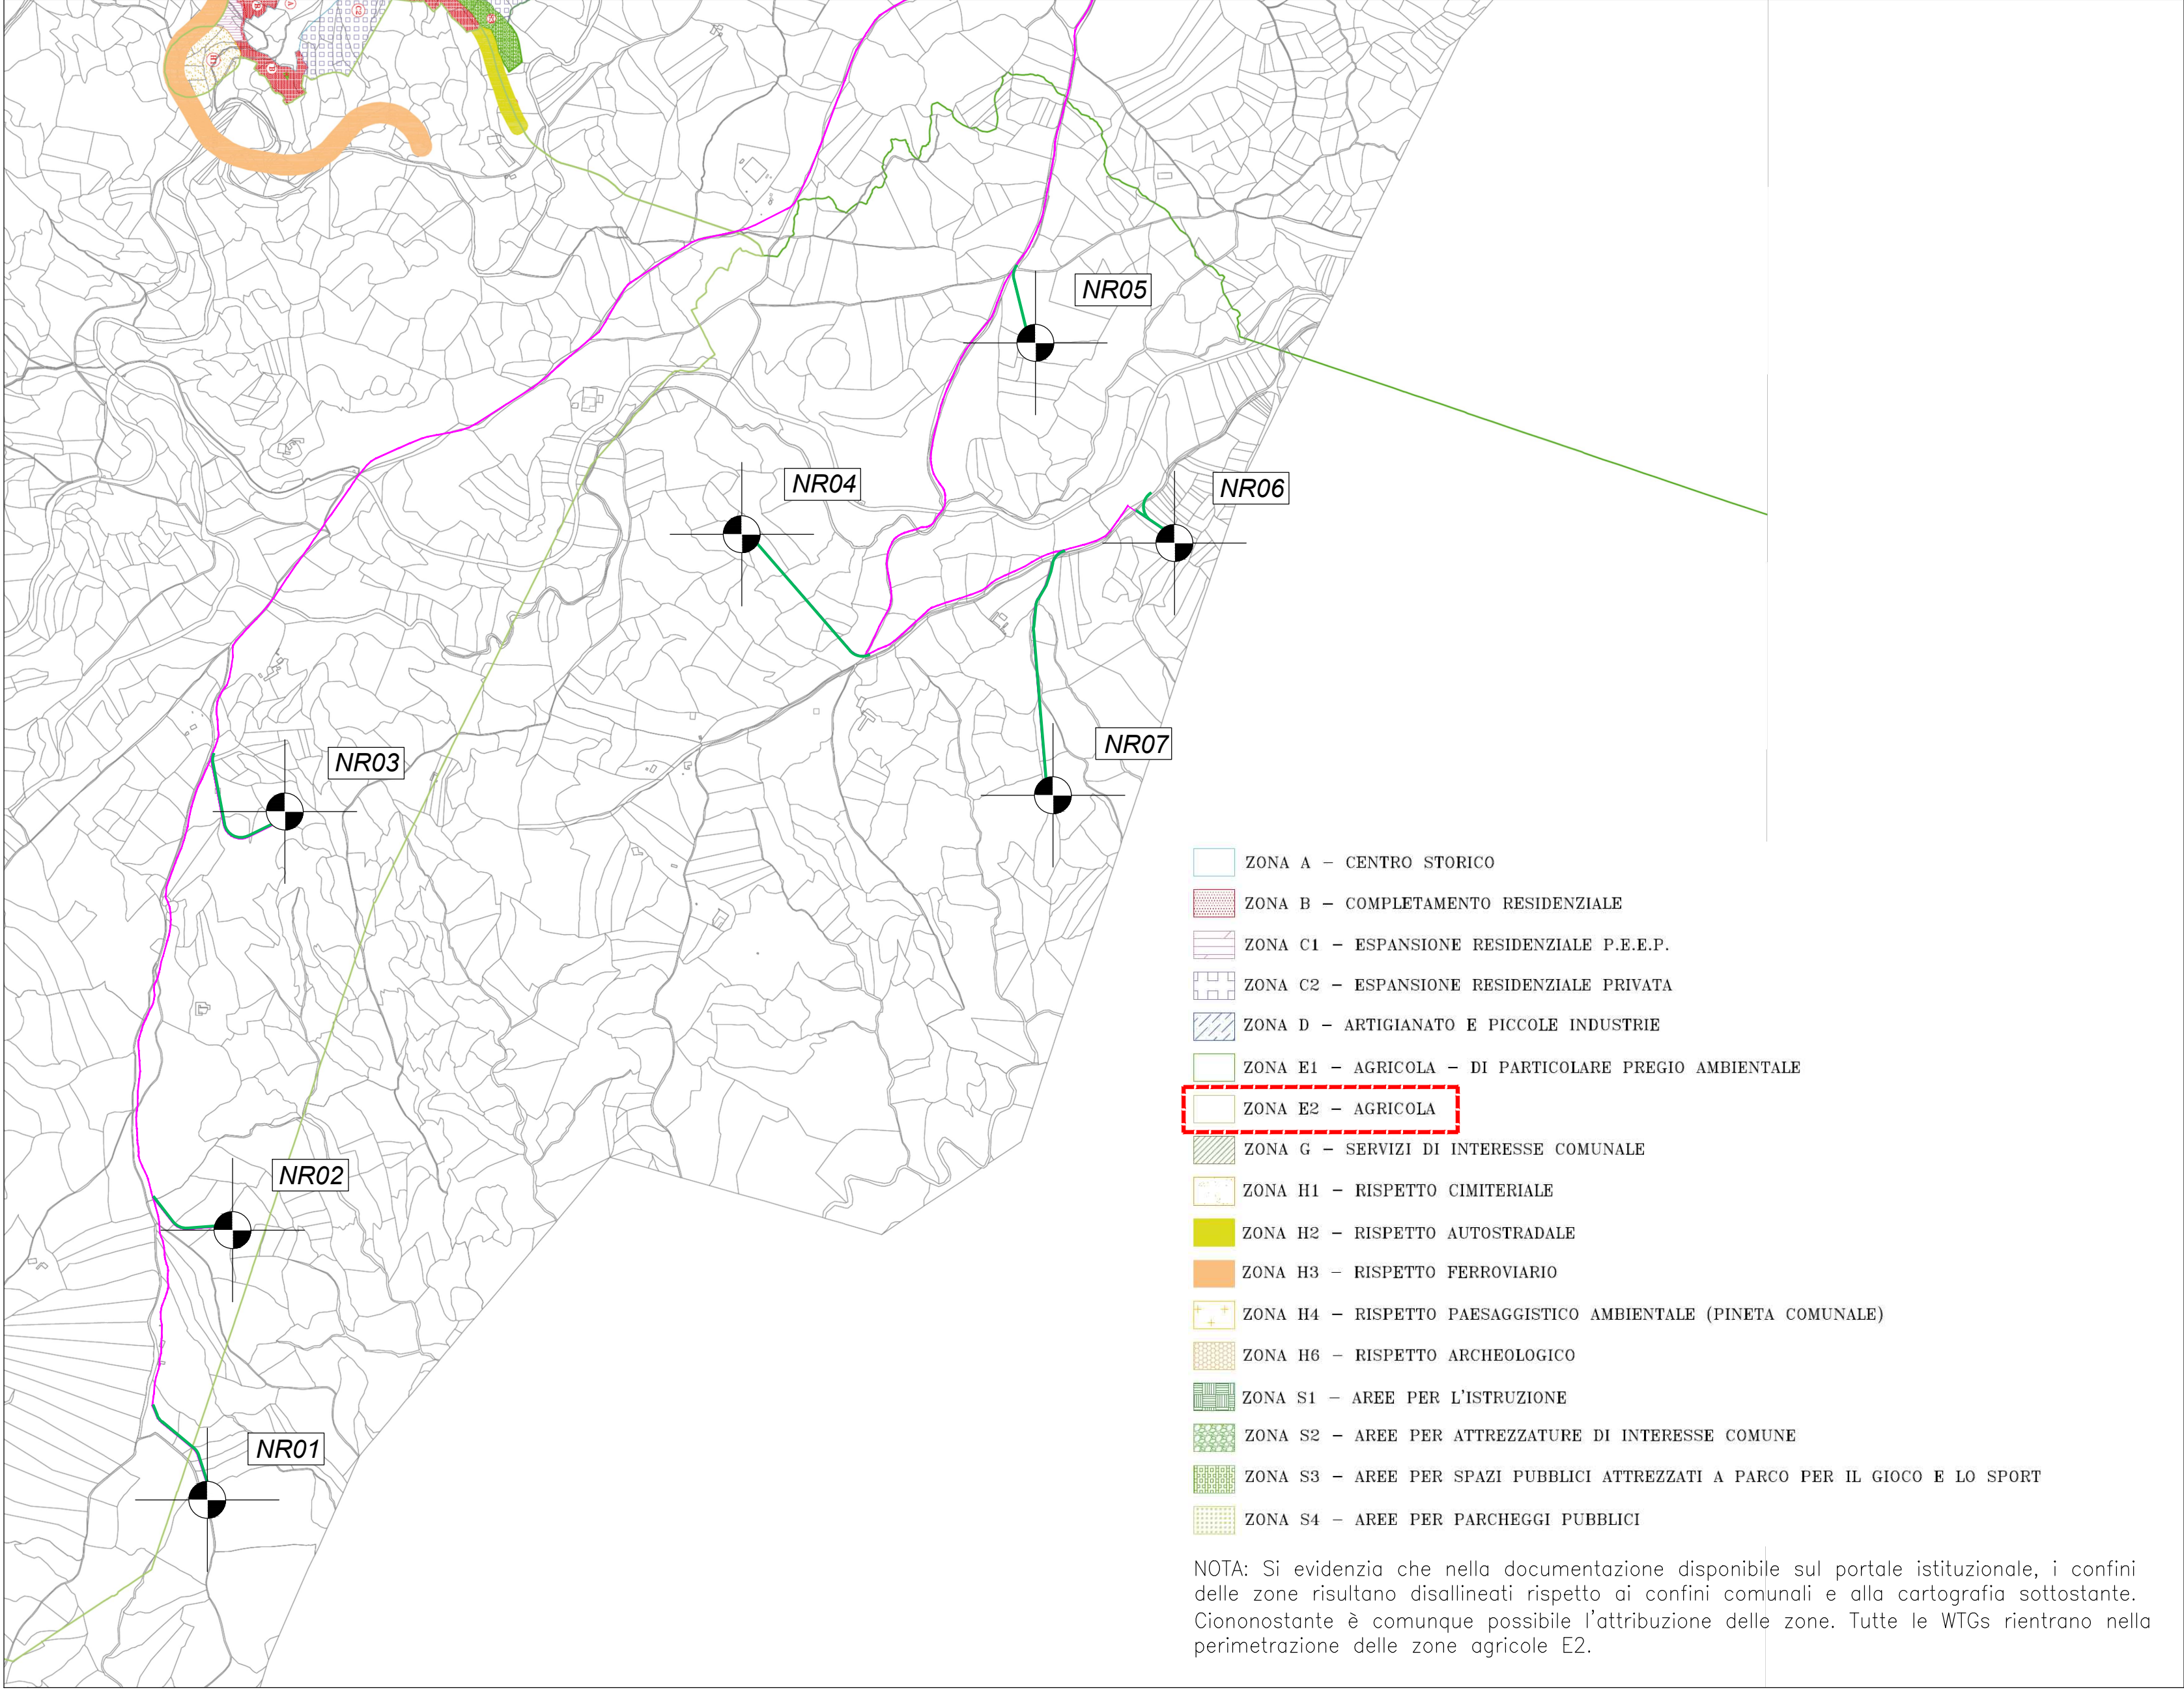 B
A
C2
S3
H1
B
NR05
NR04
NR06
NR03
NR07
NR02
NR01
ZONA A – CENTRO STORICO
ZONA B – COMPLETAMENTO RESIDENZIALE
ZONA C1 – ESPANSIONE RESIDENZIALE P.E.E.P.
ZONA C2 – ESPANSIONE RESIDENZIALE PRIVATA
ZONA D – ARTIGIANATO E PICCOLE INDUSTRIE
ZONA E1 – AGRICOLA – DI PARTICOLARE PREGIO AMBIENTALE
ZONA E2 – AGRICOLA
ZONA G – SERVIZI DI INTERESSE COMUNALE
ZONA H1 – RISPETTO CIMITERIALE
ZONA H2 – RISPETTO AUTOSTRADALE
ZONA H3 – RISPETTO FERROVIARIO
ZONA H4 – RISPETTO PAESAGGISTICO AMBIENTALE (PINETA COMUNALE)
ZONA H6 – RISPETTO ARCHEOLOGICO
ZONA S1 – AREE PER L'ISTRUZIONE
ZONA S2 – AREE PER ATTREZZATURE DI INTERESSE COMUNE
ZONA S3 – AREE PER SPAZI PUBBLICI ATTREZZATI A PARCO PER IL GIOCO E LO SPORT
ZONA S4 – AREE PER PARCHEGGI PUBBLICI
NOTA: Si evidenzia che nella documentazione disponibile sul portale istituzionale, i confini
delle zone risultano disallineati rispetto ai confini comunali e alla cartografia sottostante.
Ciononostante è comunque possibile l'attribuzione delle zone. Tutte le WTGs rientrano nella
perimetrazione delle zone agricole E2.